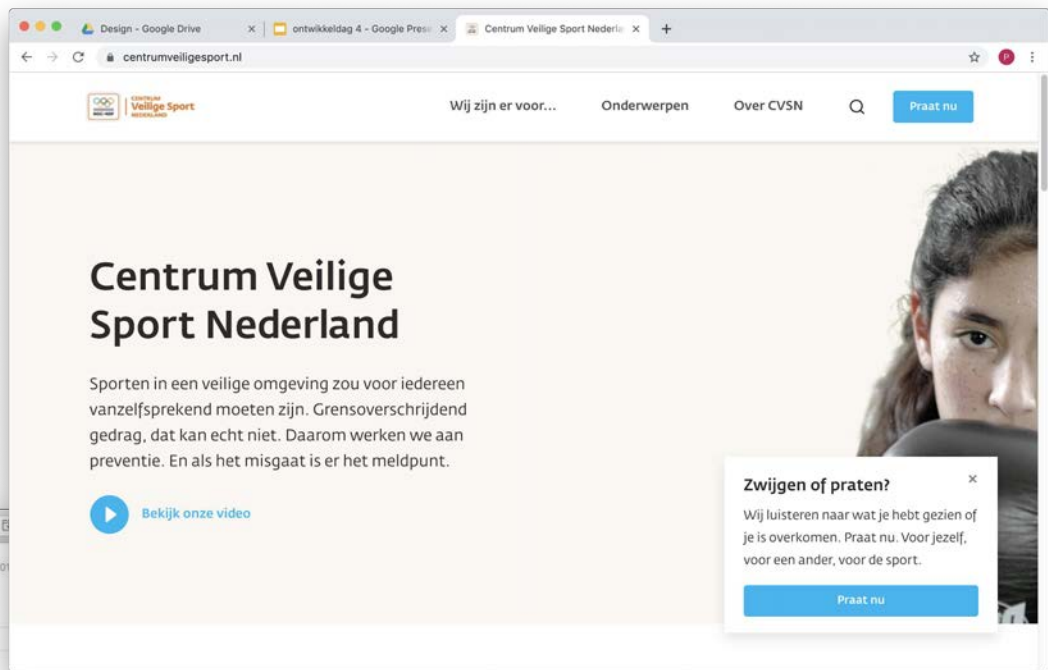 Design - Google Drive
ontwikkeldag 4 - Google Prese
Centrum Veilige Sport Nederla
centrumveiligesport.nl
P
CENTRUM
Veilige Sport
NEDERLAND
Wij zijn er voor...
Onderwerpen
Over CVSN
Praat nu
Centrum Veilige
Sport Nederland
Sporten in een veilige omgeving zou voor iedereen
vanzelfsprekend moeten zijn. Grensoverschrijdend
gedrag, dat kan echt niet. Daarom werken we aan
preventie. En als het misgaat is er het meldpunt.
Bekijk onze video
Zwijgen of praten?
Wij luisteren naar wat je hebt gezien of
je is overkomen. Praat nu. Voor jezelf,
voor een ander, voor de sport.
Praat nu